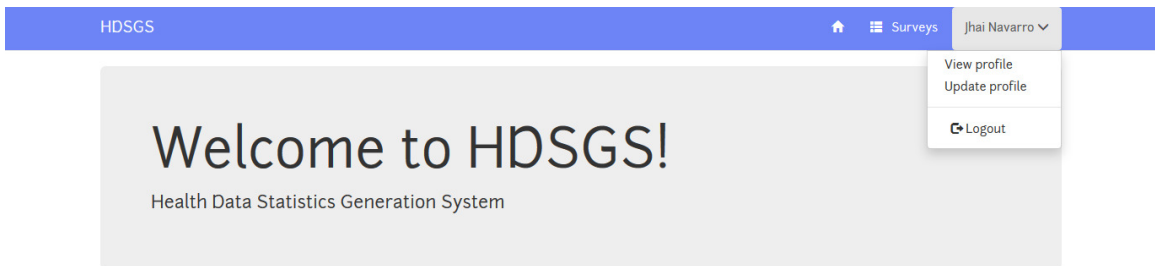 HDSGS Surveys Jhai Navarro
View profile
Update profile
Logout
Welcome to HDSGS!
Health Data Statistics Generation System